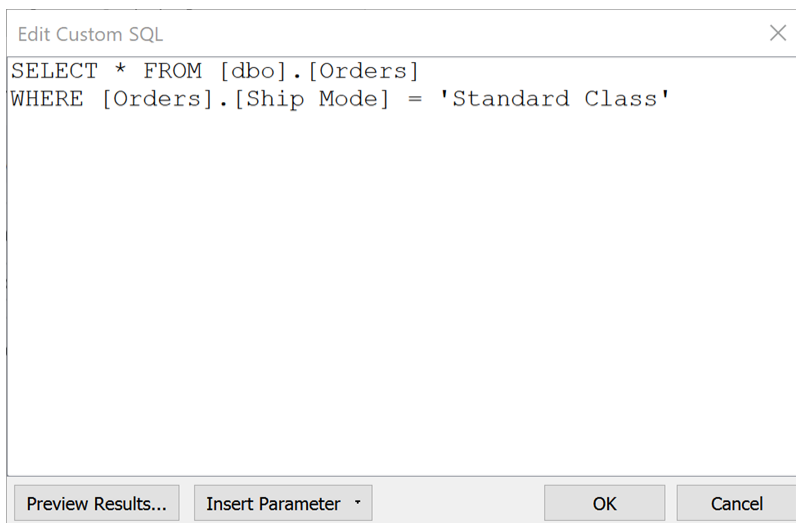 Edit Custom SQL
SELECT * FROM [dbo].[Orders]
WHERE [Orders].[Ship Mode] = 'Standard Class'
Preview Results... Insert Parameter OK Cancel